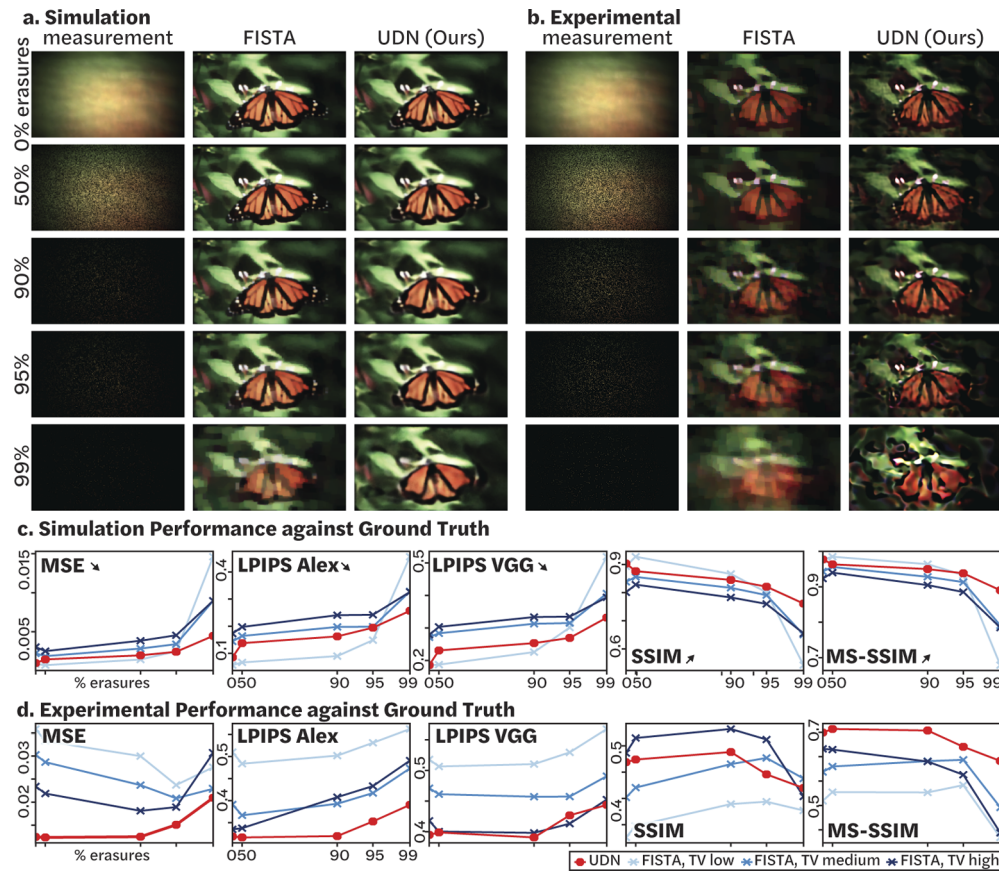 a. Simulation
b. Experimental
measurement FISTA UDN (Ours) measurement FISTA UDN (Ours)
0% erasures
50%
90%
95%
99%
c. Simulation Performance against Ground Truth
MSE ↘
0.015
0.005
% erasures
LPIPS Alex ↘
0.4
0.1
050 90 95 99
LPIPS VGG ↘
0.5
0.2
050 90 95 99
SSIM ↗
0.9
0.6
050 90 95 99
MS-SSIM ↗
0.9
0.7
050 90 95 99
d. Experimental Performance against Ground Truth
MSE
0.03
0.02
% erasures
LPIPS Alex
0.5
0.4
050 90 95 99
LPIPS VGG
0.5
0.4
SSIM
0.5
0.4
MS-SSIM
0.7
0.5
UDN FISTA, TV low FISTA, TV medium FISTA, TV high